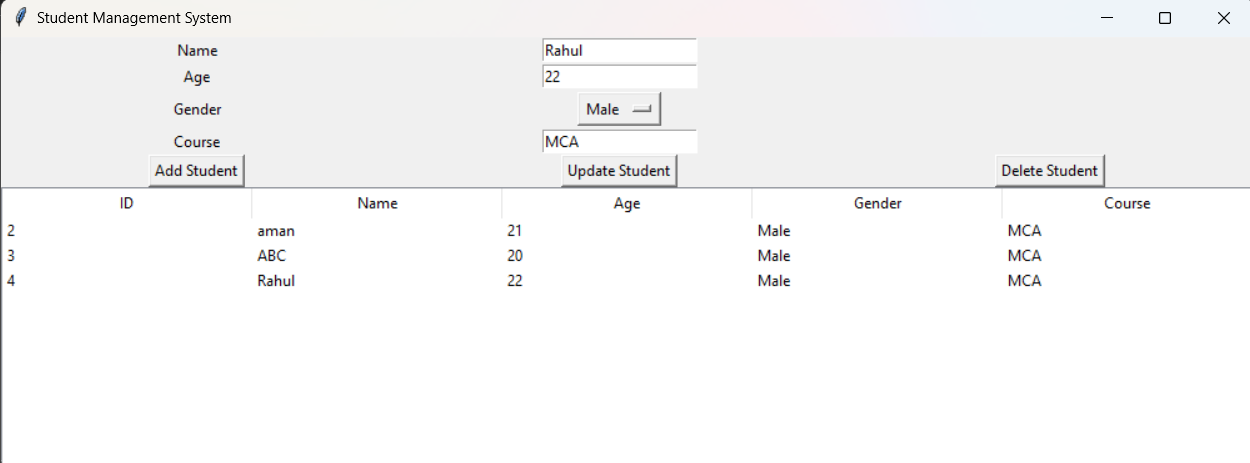 Student Management System
Name Rahul
Age 22
Gender Male
Course MCA
Add Student Update Student Delete Student
ID Name Age Gender Course
2 aman 21 Male MCA
3 ABC 20 Male MCA
4 Rahul 22 Male MCA